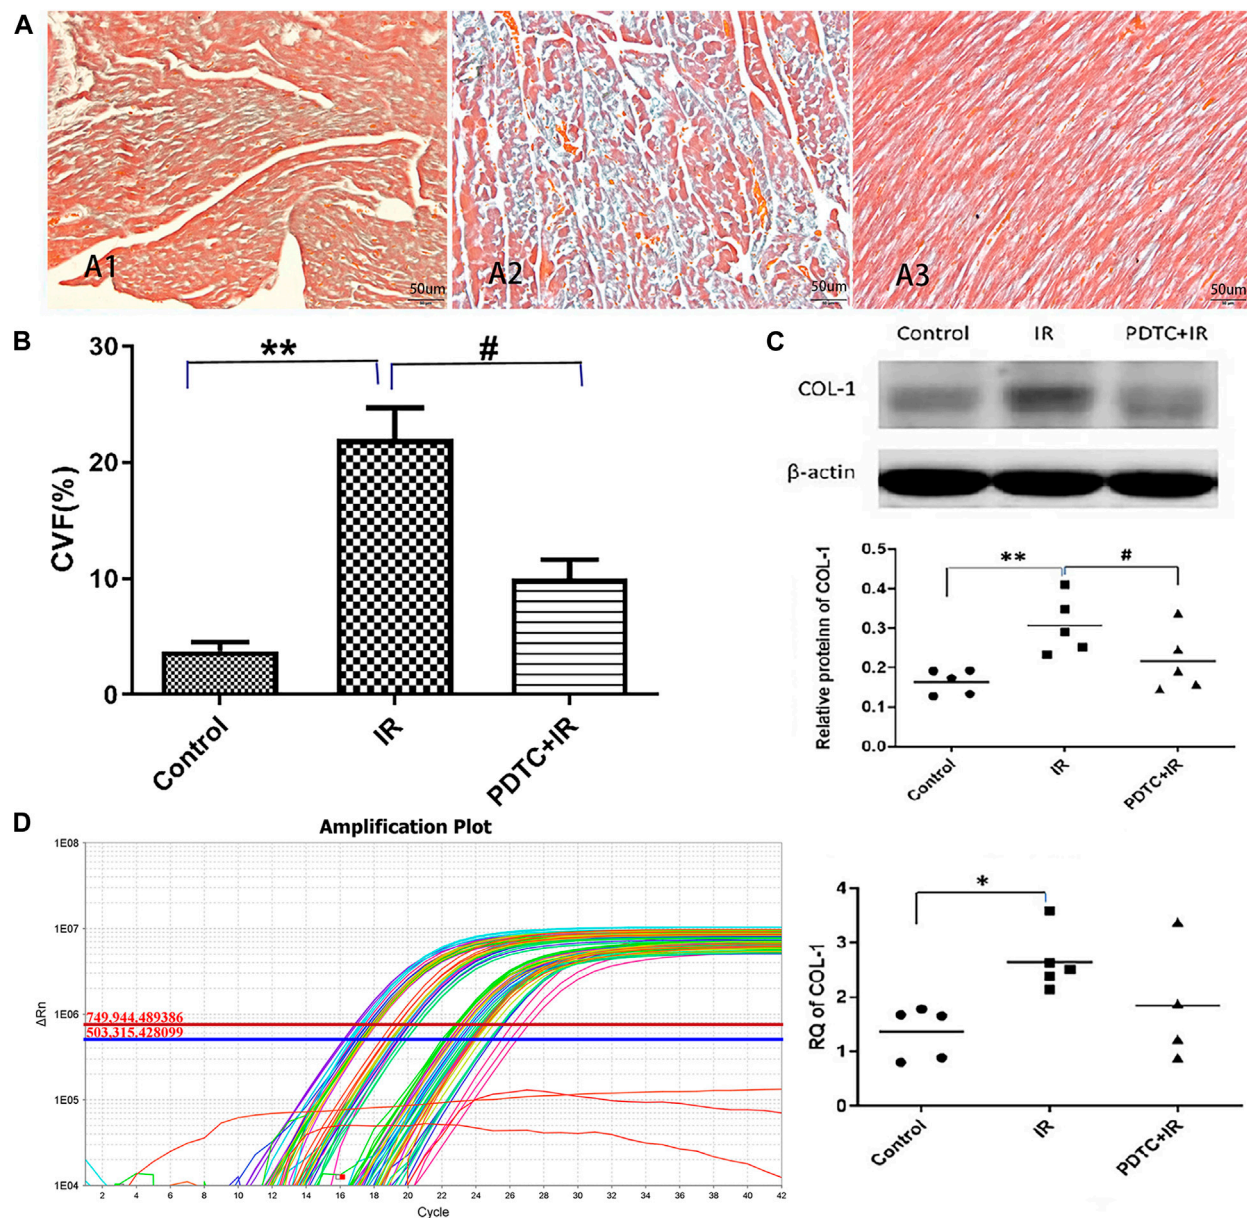 A
A1
50um
A2
50um
A3
50um
B
30
20
10
0
CVF(%)
**
#
Control
IR
PDTC+IR
C
Control IR PDTC+IR
COL-1
β-actin
0.5
0.4
0.3
0.2
0.1
0.0
Relative proteinn of COL-1
**
#
Control
IR
PDTC+IR
D
Amplification Plot
1E08
1E07
1E06
1E05
1E04
ΔRn
749,944.489386
503,315.428099
2 4 6 8 10 12 14 16 18 20 22 24 26 28 30 32 34 36 38 40 42
Cycle
4
3
2
1
0
RQ of COL-1
*
Control
IR
PDTC+IR